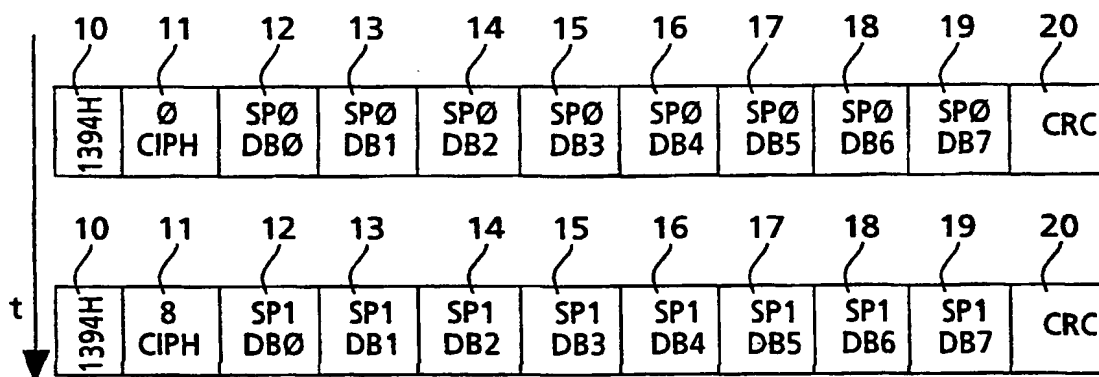 10 11 12 13 14 15 16 17 18 19 20
1394H Ø CIPH SPØ DBØ SPØ DB1 SPØ DB2 SPØ DB3 SPØ DB4 SPØ DB5 SPØ DB6 SPØ DB7 CRC
10 11 12 13 14 15 16 17 18 19 20
t 1394H 8 CIPH SP1 DBØ SP1 DB1 SP1 DB2 SP1 DB3 SP1 DB4 SP1 DB5 SP1 DB6 SP1 DB7 CRC